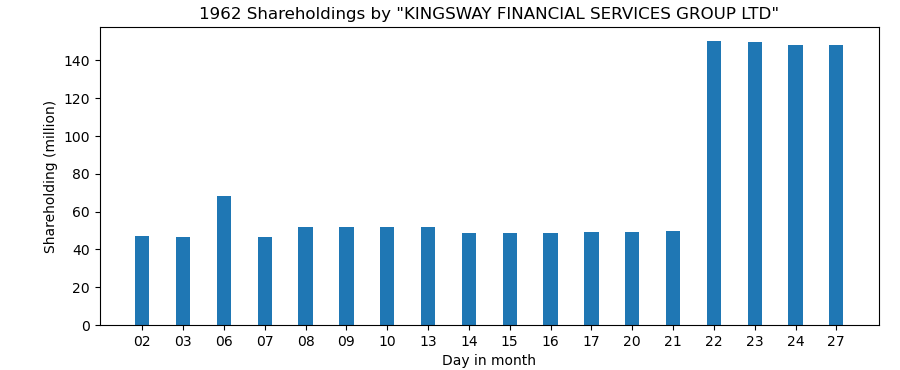 1962 Shareholdings by "KINGSWAY FINANCIAL SERVICES GROUP LTD"
Shareholding (million)
140
120
100
80
60
40
20
0
02 03 06 07 08 09 10 13 14 15 16 17 20 21 22 23 24 27
Day in month